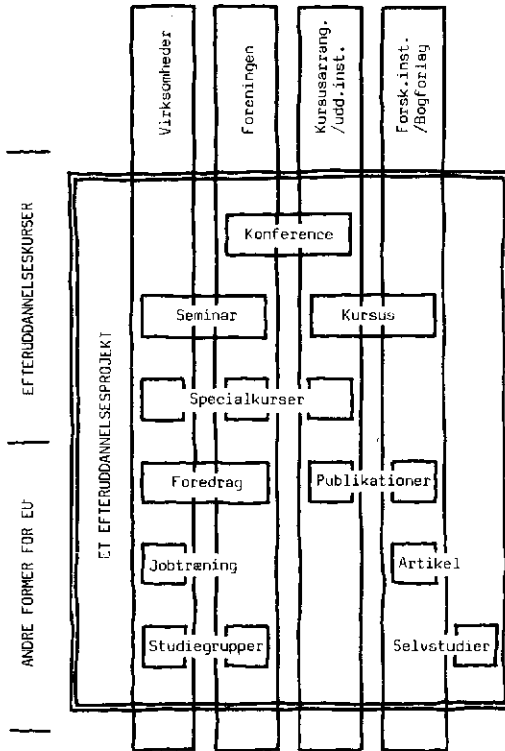 Virksomheder
Foreningen
Kursusarrang.
/udd.inst.
Forsk.inst.
/Bogforlag
EFTERUDDANNELSESKURSER
ANDRE FORMER FOR EU
ET EFTERUDDANNELSESPROJEKT
Konference
Seminar
Kursus
Specialkurser
Foredrag
Publikationer
Jobtræning
Artikel
Studiegrupper
Selvstudier